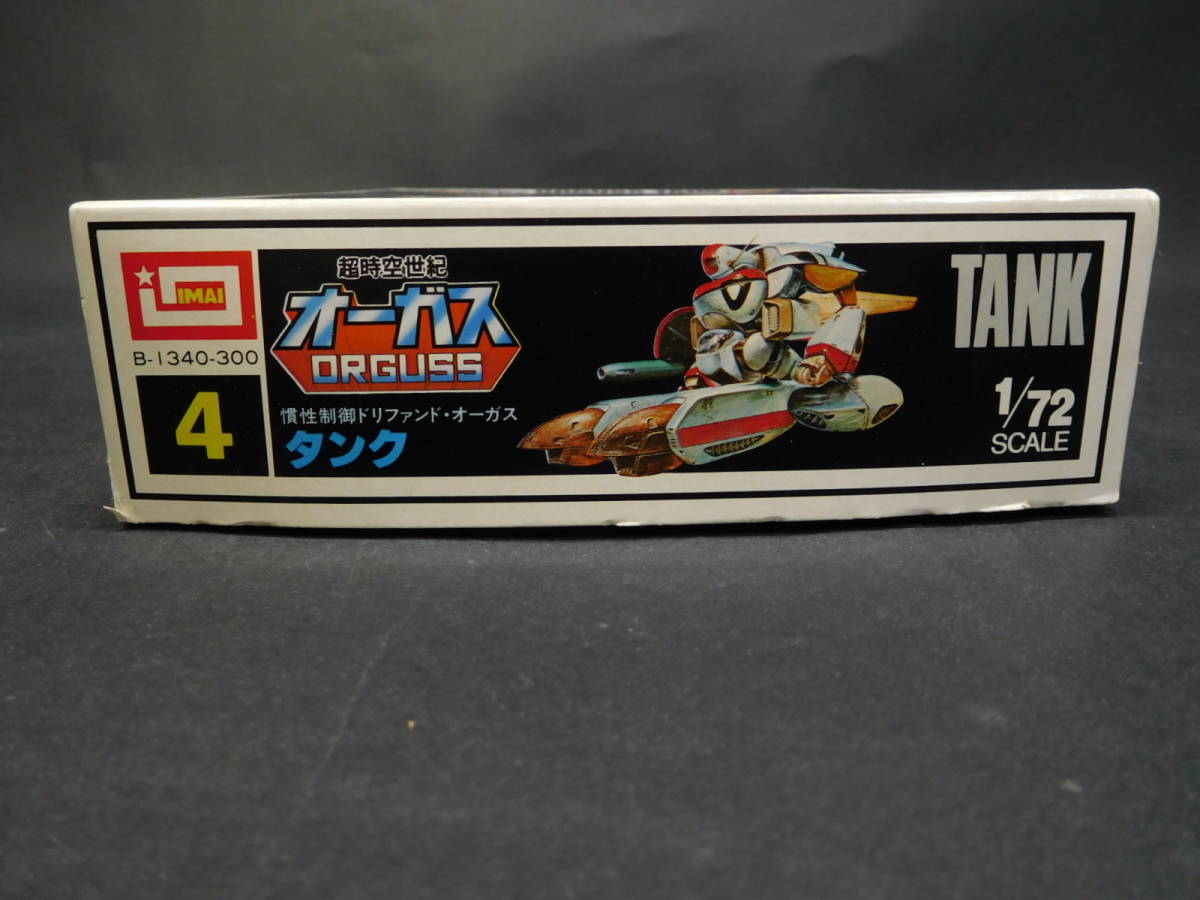 IMAI
B-1340-300
4
超時空世紀
オーガス
ORGUSS
慣性制御ドリファンド・オーガス
タンク
TANK
1/72
SCALE